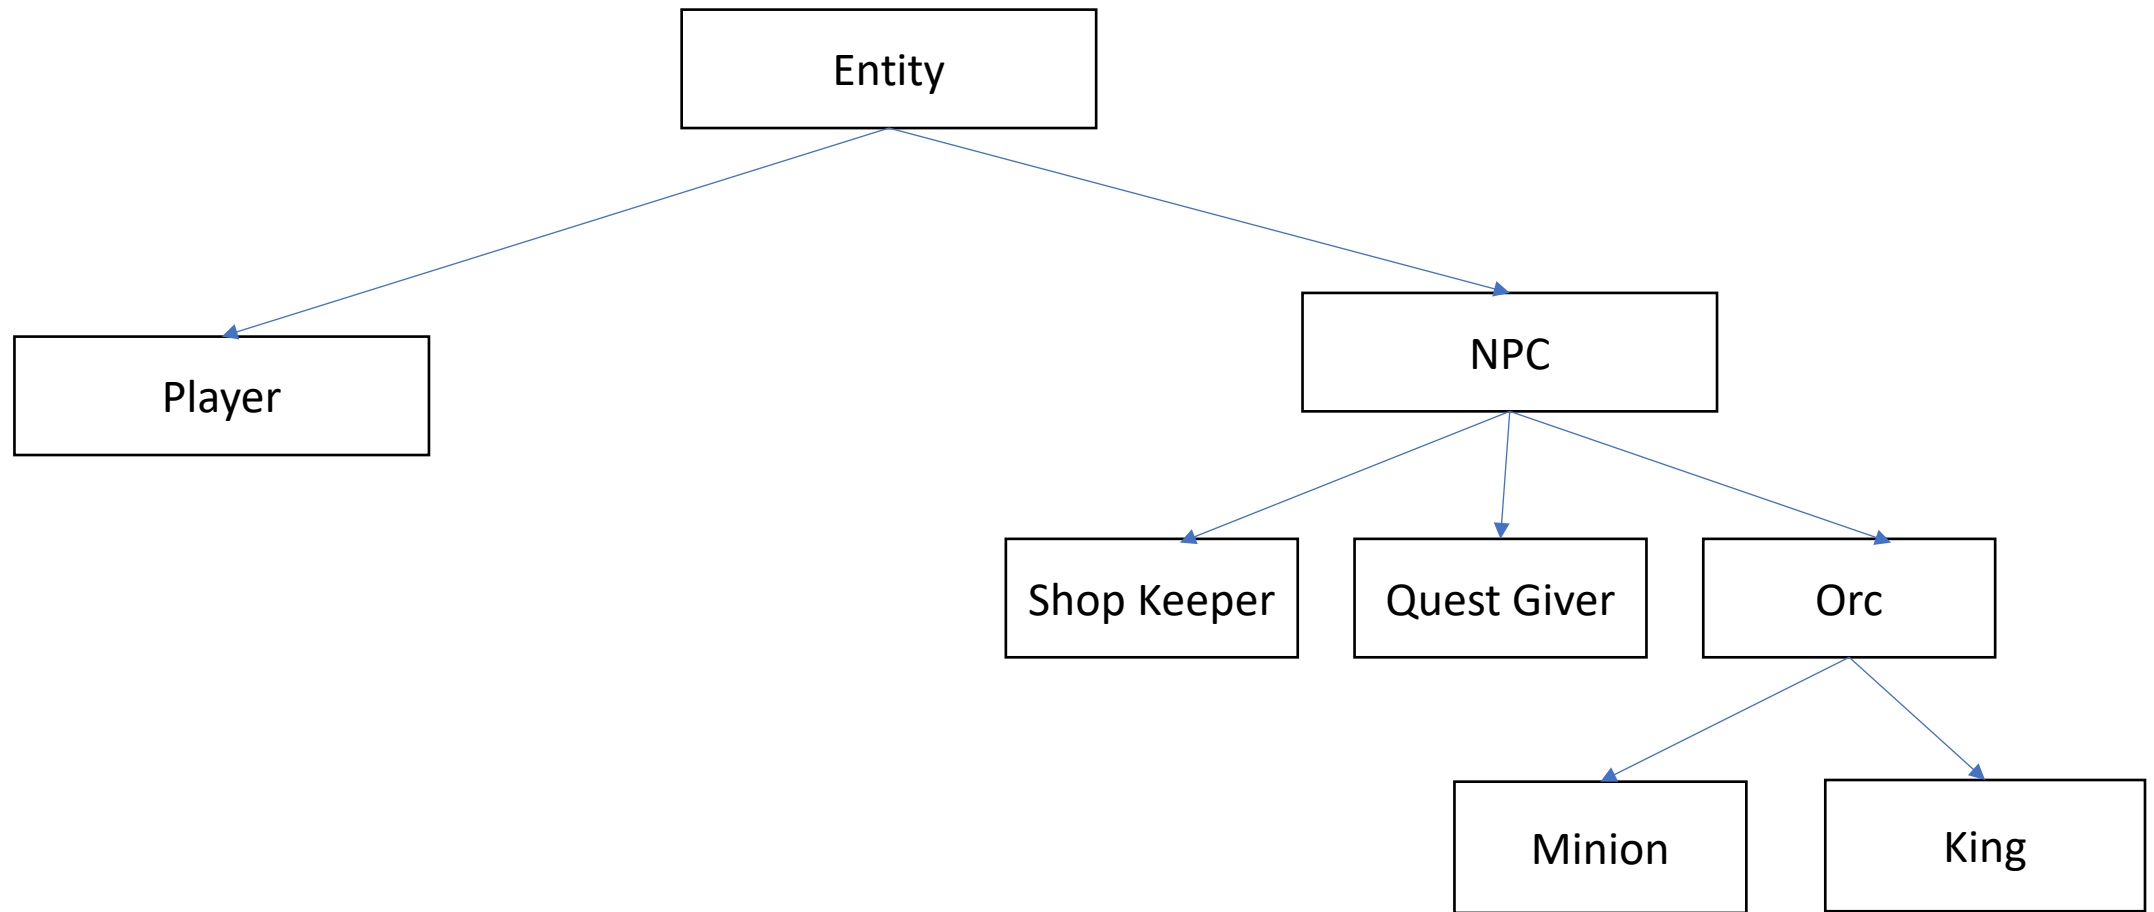 Entity
Player
NPC
Shop Keeper
Quest Giver
Orc
Minion
King